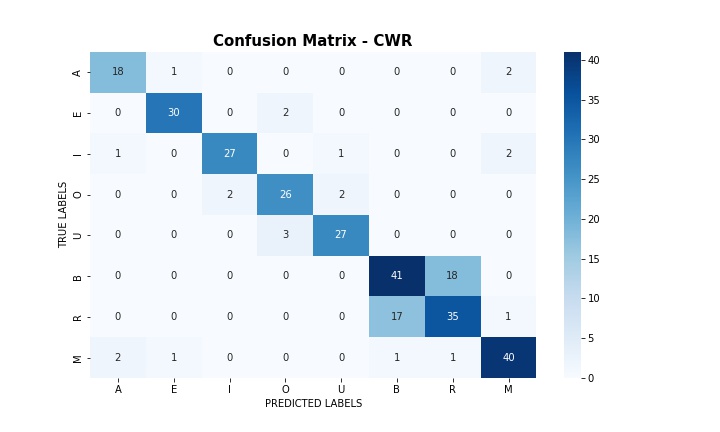 Confusion Matrix - CWR
A 18 1 0 0 0 0 0 2
E 0 30 0 2 0 0 0 0
I 1 0 27 0 1 0 0 2
O 0 0 2 26 2 0 0 0
U 0 0 0 3 27 0 0 0
B 0 0 0 0 0 41 18 0
R 0 0 0 0 0 17 35 1
M 2 1 0 0 0 1 1 40
A E I O U B R M
TRUE LABELS
PREDICTED LABELS
40
35
30
25
20
15
10
5
0